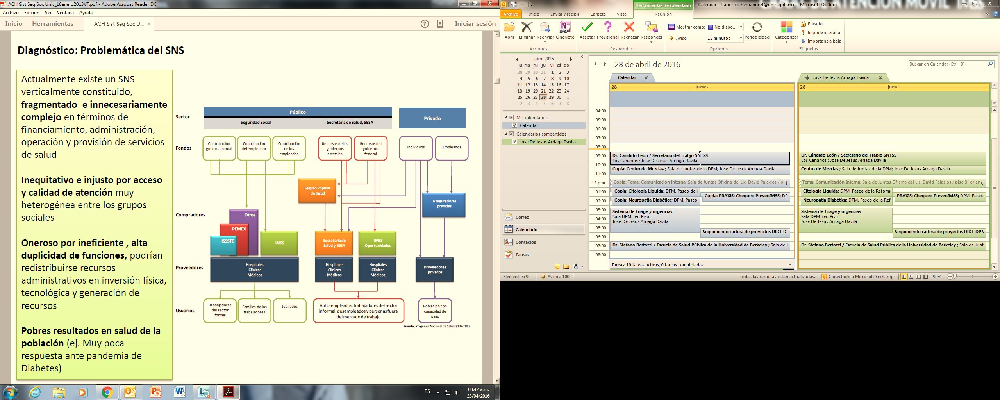 ACH Sist Seg Soc Univ_18enero2013VF.pdf - Adobe Acrobat Reader DC
Archivo Edición Ver Ventana Ayuda
Inicio Herramientas ACH Sist Seg Soc U... Iniciar sesión
Diagnóstico: Problemática del SNS
Actualmente existe un SNS
verticalmente constituido,
fragmentado e innecesariamente
complejo en términos de
financiamiento, administración,
operación y provisión de servicios
de salud
Inequitativo e injusto por acceso
y calidad de atención muy
heterogénea entre los grupos
sociales
Oneroso por ineficiente , alta
duplicidad de funciones, podrían
redistribuirse recursos
administrativos en inversión física,
tecnológica y generación de
recursos
Pobres resultados en salud de la
población (ej. Muy poca
respuesta ante pandemia de
Diabetes)
Sector
Público
Privado
Seguridad Social
Secretaría de Salud, SESA
Fondos
Contribución
gubernamental
Contribución
del empleador
Contribución
de los
empleados
Recursos de los
gobiernos
estatales
Recursos del
gobierno
federal
Individuos
Empleados
Seguro Popular
de Salud
Aseguradoras
privadas
Compradores
Otros
PEMEX
ISSSTE
IMSS
Secretaría de
Salud y SESA
IMSS
Oportunidades
Proveedores
Hospitales
Clínicas
Médicos
Hospitales
Clínicas
Médicos
Hospitales
Clínicas
Médicos
Proveedores
privados
Usuarios
Trabajadores
del sector
formal
Familias de los
trabajadores
Jubilados
Auto-empleados, trabajadores del sector
informal, desempleados y personas fuera
del mercado de trabajo
Población con
capacidad de
pago
Fuente: Programa Nacional de Salud 2007-2012
ES
08:42 a.m.
28/04/2016
Herramientas de calendario
Calendar - francisco.hernandezt@imss.gob.mx - Microsoft Outlook
ATENCIÓN MÓVIL
Archivo Inicio Enviar y recibir Carpeta Vista Reunión
Abrir Eliminar Reenviar OneNote
Acciones
Aceptar Provisional Rechazar Responder
Responder
Mostrar como: No dispo...
Aviso: 15 minutos
Periodicidad
Opciones
Categorizar
Privado
Importancia alta
Importancia baja
Etiquetas
abril 2016
lu ma mi ju vi sá do
28 29 30 31 1 2 3
4 5 6 7 8 9 10
11 12 13 14 15 16 17
18 19 20 21 22 23 24
25 26 27 28 29 30 1
2 3 4 5 6 7 8
Mis calendarios
Calendar
Calendarios compartidos
Jose De Jesus Arriaga Davila
Correo
Calendario
Contactos
Tareas
28 de abril de 2016
Buscar en Calendar (Ctrl+B)
Calendar
Jose De Jesus Arriaga Davila
28 jueves
28 jueves
04:00
05:00
06:00
07:00
08:00
09:00
10:00
11:00
12 p.m.
01:00
02:00
03:00
04:00
05:00
06:00
07:00
08:00
Dr. Cándido León / Secretario del Trabjo SNTSS
Los Canarios ; Jose De Jesus Arriaga Davila
Copia: Centro de Mezclas ; Sala de Juntas de la DPM; Jose De Jesus Arriaga Davila
Copia: Tema: Comunicación Interna; Sala de Juntas Oficina del Lic. David Palacios / pi
Copia: Citología Líquida; DPM, Paseo de la
Copia: PRAXIS; Chequeo PrevenIMSS; DPI
Copia: Neuropatía Diabética; DPM, Paseo
Sistema de Triage y urgencias
Sala DPM 3er. Piso
Jose De Jesus Arriaga Davila
Seguimiento cartera de proyectos DIDT-DF
Dr. Stefano Bertozzi / Escuela de Salud Pública de la Universidad de Berkeley ; Sala de J
Dr. Cándido León / Secretario del Trabjo SNTSS
Los Canarios ; Jose De Jesus Arriaga Davila
Centro de Mezclas ; Sala de Juntas de la DPM; Jose De Jesus Arriaga Davila
Tema: Comunicación Interna; Sala de Juntas Oficina del Lic. David Palacios / piso 8° orier
Citología Líquida; DPM, Paseo de la Reform
PRAXIS; Chequeo PrevenIMSS; DPM, Paseo
Neuropatía Diabética; DPM, Paseo de la Ref
Sistema de Triage y urgencias
Sala DPM 3er. Piso
Jose De Jesus Arriaga Davila
Seguimiento cartera de proyectos DIDT-DPM
Dr. Stefano Bertozzi / Escuela de Salud Pública de la Universidad de Berkeley ; Sala de Junt
Tareas: 10 tareas activas, 0 tareas completadas
Elementos: 9 Avisos: 100
Todas las carpetas están actualizadas. Conectado a Microsoft Exchange 90%